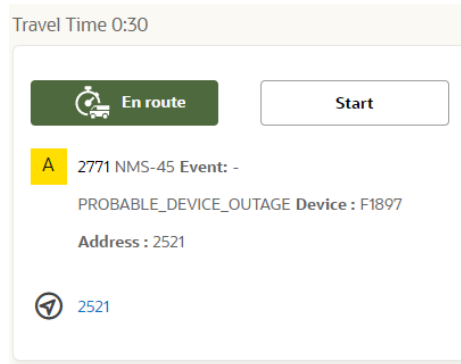 Travel Time 0:30
En route
Start
A
2771 NMS-45 Event: -
PROBABLE_DEVICE_OUTAGE Device : F1897
Address : 2521
2521